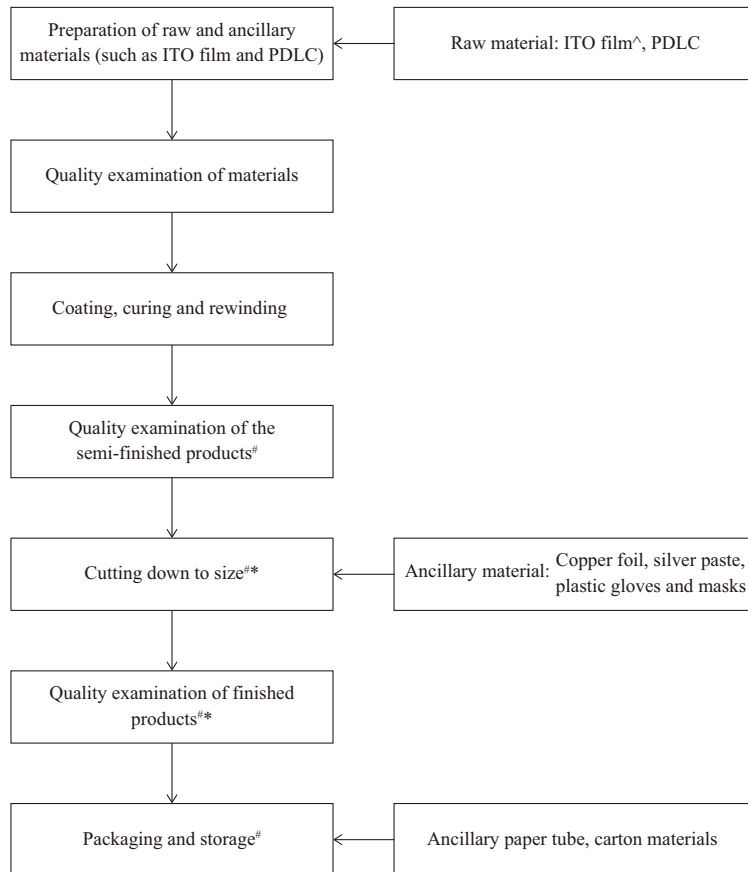 Preparation of raw and ancillary
materials (such as ITO film and PDLC)
Raw material: ITO film^, PDLC
Quality examination of materials
Coating, curing and rewinding
Quality examination of the
semi-finished products#
Cutting down to size#*
Ancillary material: Copper foil, silver paste,
plastic gloves and masks
Quality examination of finished
products#*
Packaging and storage#
Ancillary paper tube, carton materials